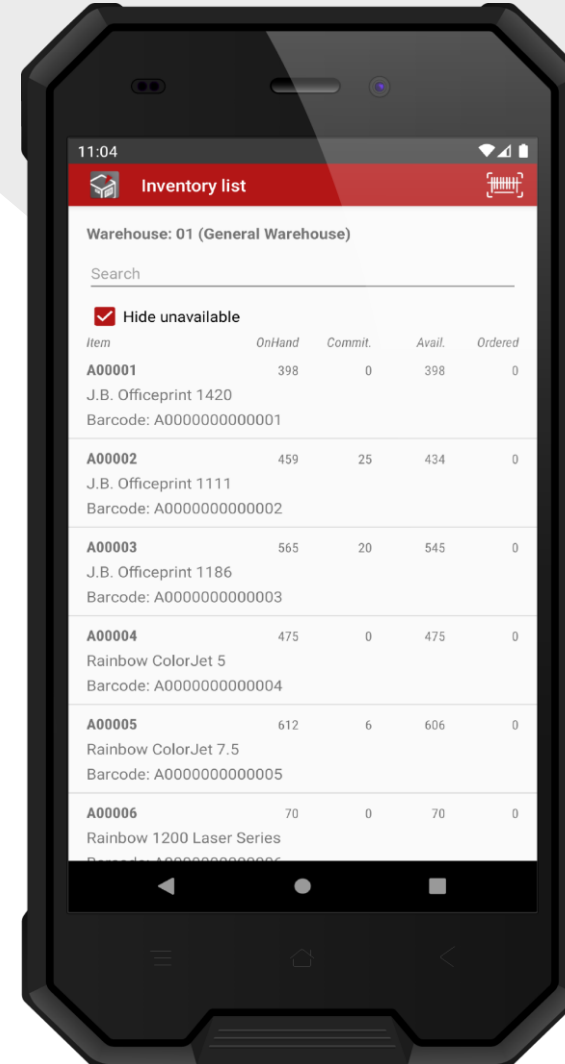 11:04
Inventory list
Warehouse: 01 (General Warehouse)
Search
Hide unavailable
Item OnHand Commit. Avail. Ordered
A00001 398 0 398 0
J.B. Officeprint 1420
Barcode: A0000000000001
A00002 459 25 434 0
J.B. Officeprint 1111
Barcode: A0000000000002
A00003 565 20 545 0
J.B. Officeprint 1186
Barcode: A0000000000003
A00004 475 0 475 0
Rainbow ColorJet 5
Barcode: A0000000000004
A00005 612 6 606 0
Rainbow ColorJet 7.5
Barcode: A0000000000005
A00006 70 0 70 0
Rainbow 1200 Laser Series